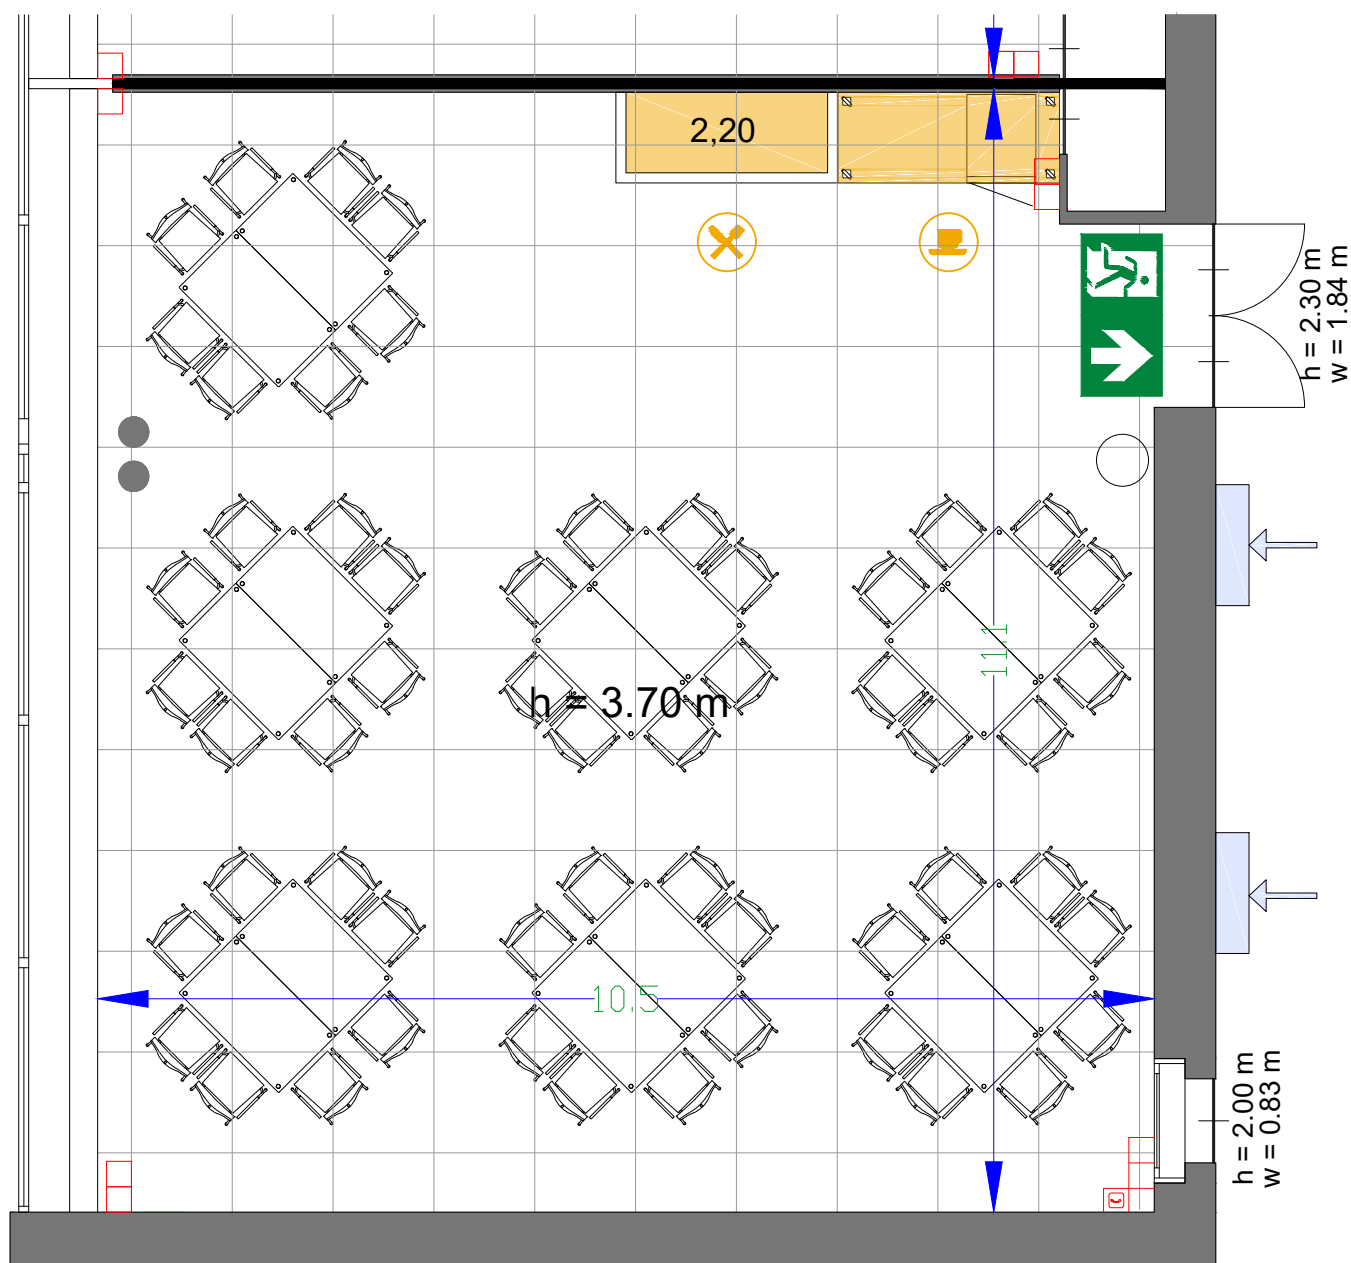 2,20
h = 2.30 m
w = 1.84 m
11,1
h = 3.70 m
10,5
h = 2.00 m
w = 0.83 m